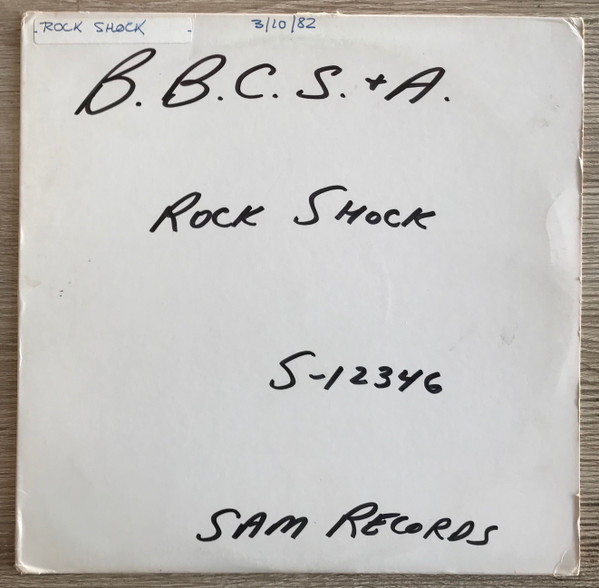 ROCK SHOCK 3/10/82
B.B.C.S. + A.
ROCK SHOCK
S-12346
SAM RECORDS